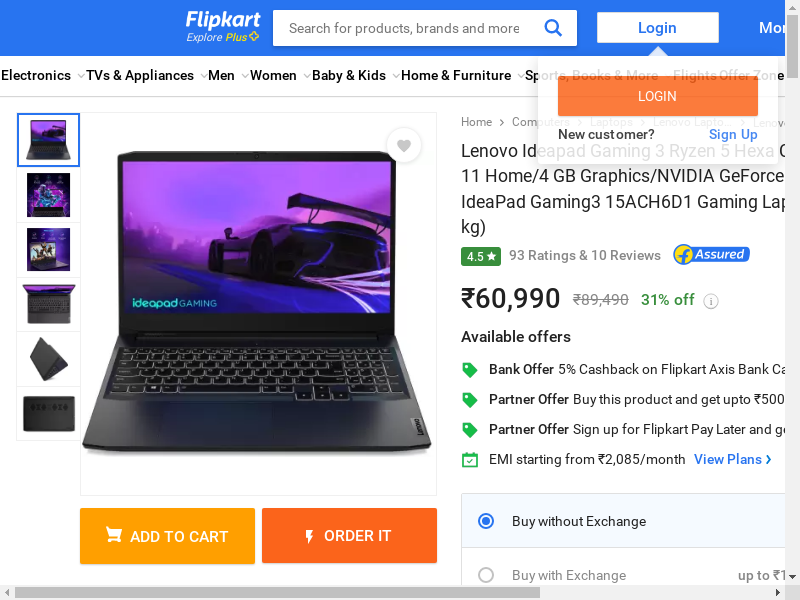 Flipkart
Explore Plus
Search for products, brands and more
Login
Mor
Electronics TVs & Appliances Men Women Baby & Kids Home & Furniture Sports, Books & More Flights Offer Zone
LOGIN
New customer? Sign Up
Home Computers Laptops Lenovo Lapto... Lenovo
Lenovo Ideapad Gaming 3 Ryzen 5 Hexa C
11 Home/4 GB Graphics/NVIDIA GeForce
IdeaPad Gaming3 15ACH6D1 Gaming Lap
kg)
4.5 93 Ratings & 10 Reviews Assured
₹60,990 ₹89,490 31% off
Available offers
Bank Offer 5% Cashback on Flipkart Axis Bank Ca
Partner Offer Buy this product and get upto ₹500
Partner Offer Sign up for Flipkart Pay Later and ge
EMI starting from ₹2,085/month View Plans
Buy without Exchange
Buy with Exchange up to ₹1
ideapad GAMING
Lenovo
ADD TO CART
ORDER IT